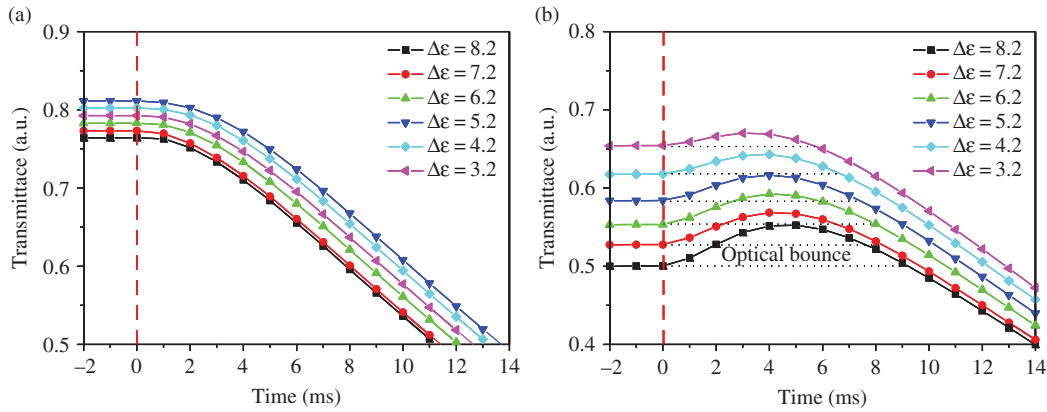 (a)
0.9
0.8
0.7
0.6
0.5
Transmittace (a.u.)
−2 0 2 4 6 8 10 12 14
Time (ms)
Δε = 8.2
Δε = 7.2
Δε = 6.2
Δε = 5.2
Δε = 4.2
Δε = 3.2
(b)
0.8
0.7
0.6
0.5
0.4
Transmittace (a.u.)
−2 0 2 4 6 8 10 12 14
Time (ms)
Δε = 8.2
Δε = 7.2
Δε = 6.2
Δε = 5.2
Δε = 4.2
Δε = 3.2
Optical bounce